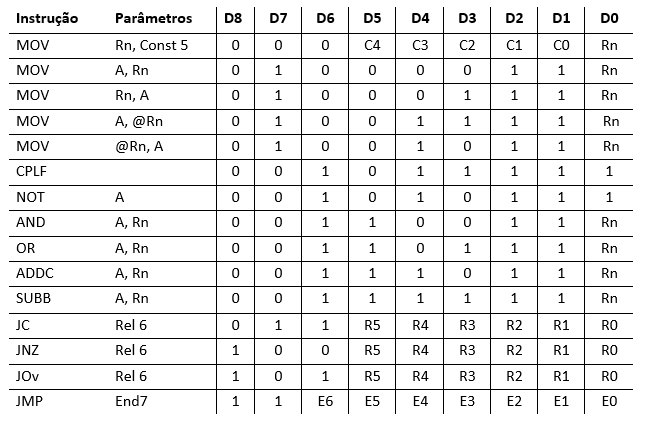 Instrução Parâmetros D8 D7 D6 D5 D4 D3 D2 D1 D0
MOV Rn, Const 5 0 0 0 C4 C3 C2 C1 C0 Rn
MOV A, Rn 0 1 0 0 0 0 1 1 Rn
MOV Rn, A 0 1 0 0 0 1 1 1 Rn
MOV A, @Rn 0 1 0 0 1 1 1 1 Rn
MOV @Rn, A 0 1 0 0 1 1 1 1 Rn
CPLF 0 0 1 0 1 1 1 1 1
NOT A 0 0 1 0 1 0 1 1 1
AND A, Rn 0 0 1 1 0 0 1 1 Rn
OR A, Rn 0 0 1 1 0 1 1 1 Rn
ADDC A, Rn 0 0 1 1 1 0 1 1 Rn
SUBB A, Rn 0 0 1 1 1 1 1 1 Rn
JC Rel 6 0 1 1 R5 R4 R3 R2 R1 R0
JNZ Rel 6 1 0 0 R5 R4 R3 R2 R1 R0
JOv Rel 6 1 0 1 R5 R4 R3 R2 R1 R0
JMP End7 1 1 E6 E5 E4 E3 E2 E1 E0